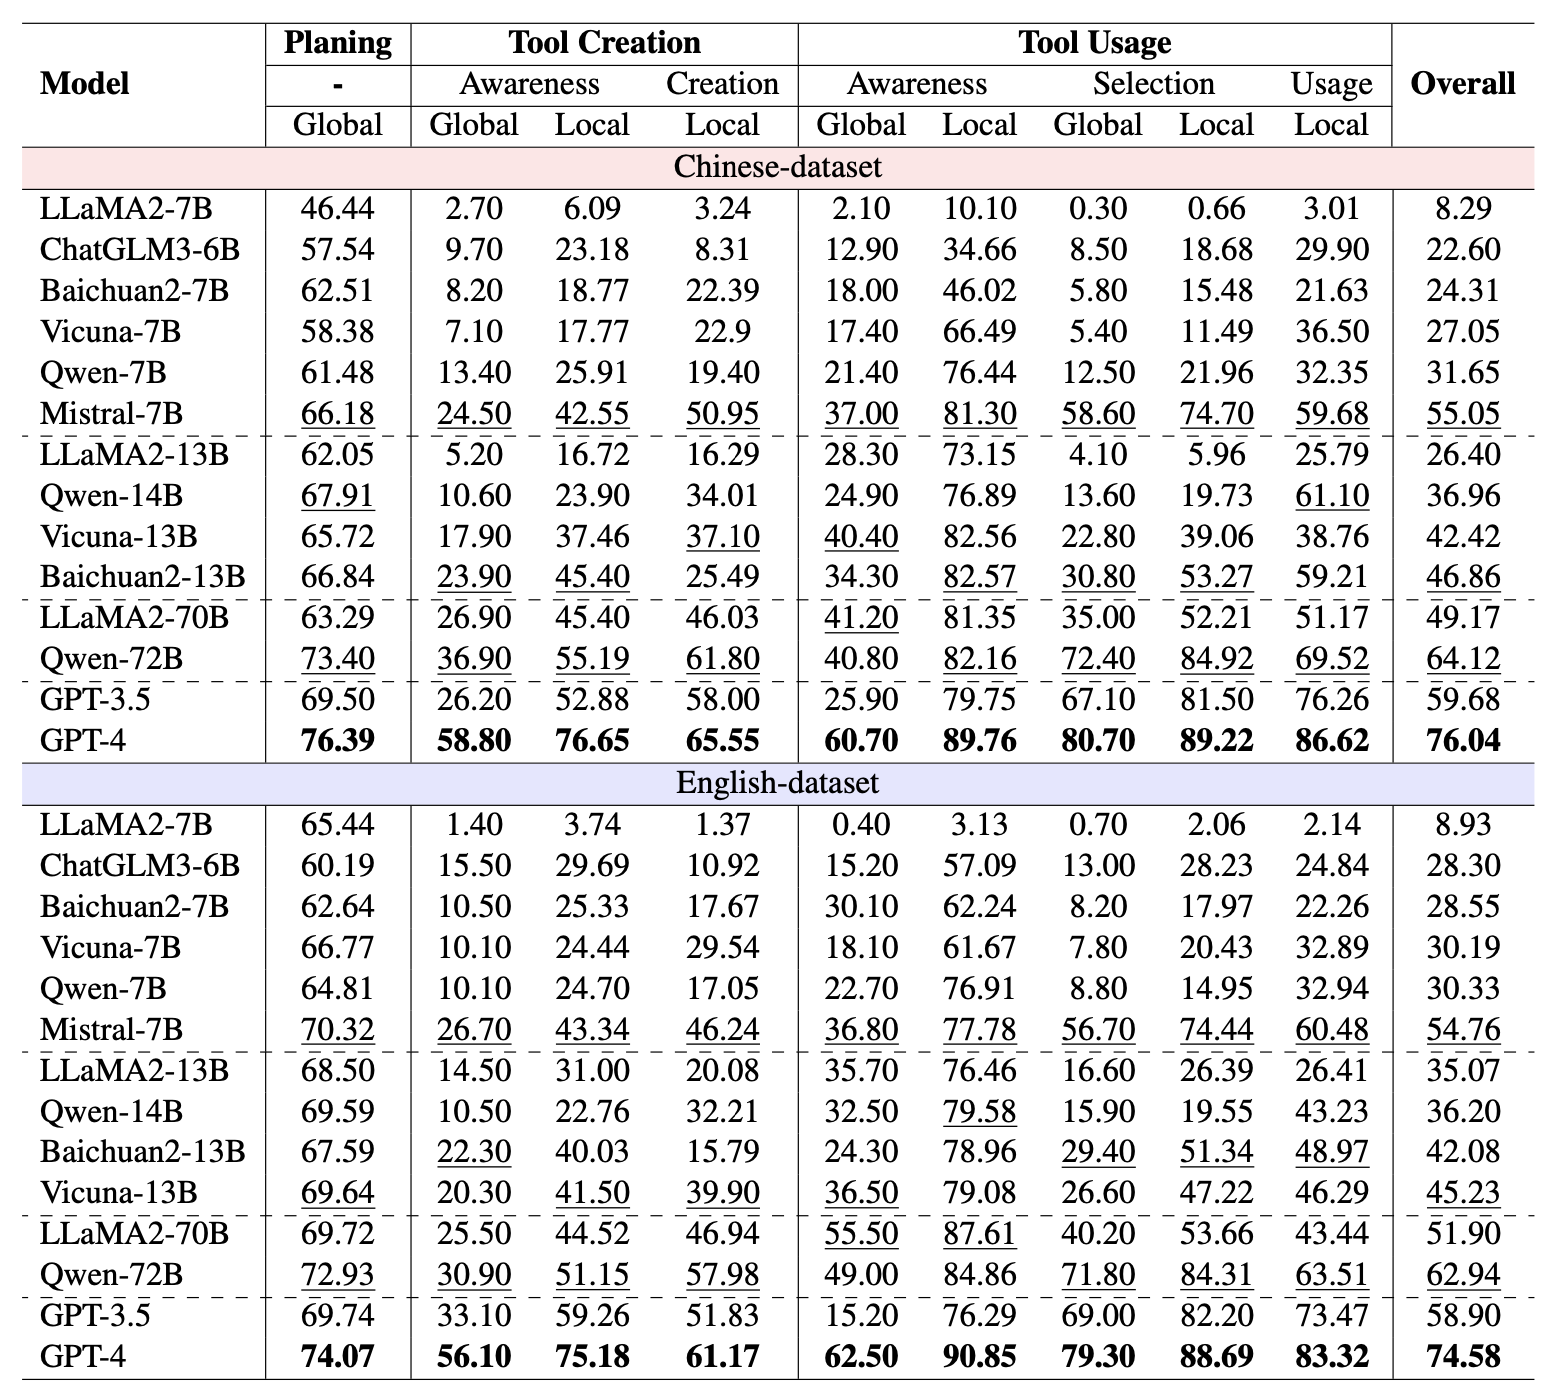 Model Planing Tool Creation Tool Usage Overall
- Awareness Creation Awareness Selection Usage
Global Global Local Local Global Local Global Local Local
Chinese-dataset
LLaMA2-7B 46.44 2.70 6.09 3.24 2.10 10.10 0.30 0.66 3.01 8.29
ChatGLM3-6B 57.54 9.70 23.18 8.31 12.90 34.66 8.50 18.68 29.90 22.60
Baichuan2-7B 62.51 8.20 18.77 22.39 18.00 46.02 5.80 15.48 21.63 24.31
Vicuna-7B 58.38 7.10 17.77 22.9 17.40 66.49 5.40 11.49 36.50 27.05
Qwen-7B 61.48 13.40 25.91 19.40 21.40 76.44 12.50 21.96 32.35 31.65
Mistral-7B 66.18 24.50 42.55 50.95 37.00 81.30 58.60 74.70 59.68 55.05
LLaMA2-13B 62.05 5.20 16.72 16.29 28.30 73.15 4.10 5.96 25.79 26.40
Qwen-14B 67.91 10.60 23.90 34.01 24.90 76.89 13.60 19.73 61.10 36.96
Vicuna-13B 65.72 17.90 37.46 37.10 40.40 82.56 22.80 39.06 38.76 42.42
Baichuan2-13B 66.84 23.90 45.40 25.49 34.30 82.57 30.80 53.27 59.21 46.86
LLaMA2-70B 63.29 26.90 45.40 46.03 41.20 81.35 35.00 52.21 51.17 49.17
Qwen-72B 73.40 36.90 55.19 61.80 40.80 82.16 72.40 84.92 69.52 64.12
GPT-3.5 69.50 26.20 52.88 58.00 25.90 79.75 67.10 81.50 76.26 59.68
GPT-4 76.39 58.80 76.65 65.55 60.70 89.76 80.70 89.22 86.62 76.04
English-dataset
LLaMA2-7B 65.44 1.40 3.74 1.37 0.40 3.13 0.70 2.06 2.14 8.93
ChatGLM3-6B 60.19 15.50 29.69 10.92 15.20 57.09 13.00 28.23 24.84 28.30
Baichuan2-7B 62.64 10.50 25.33 17.67 30.10 62.24 8.20 17.97 22.26 28.55
Vicuna-7B 66.77 10.10 24.44 29.54 18.10 61.67 7.80 20.43 32.89 30.19
Qwen-7B 64.81 10.10 24.70 17.05 22.70 76.91 8.80 14.95 32.94 30.33
Mistral-7B 70.32 26.70 43.34 46.24 36.80 77.78 56.70 74.44 60.48 54.76
LLaMA2-13B 68.50 14.50 31.00 20.08 35.70 76.46 16.60 26.39 26.41 35.07
Qwen-14B 69.59 10.50 22.76 32.21 32.50 79.58 15.90 19.55 43.23 36.20
Baichuan2-13B 67.59 22.30 40.03 15.79 24.30 78.96 29.40 51.34 48.97 42.08
Vicuna-13B 69.64 20.30 41.50 39.90 36.50 79.08 26.60 47.22 46.29 45.23
LLaMA2-70B 69.72 25.50 44.52 46.94 55.50 87.61 40.20 53.66 43.44 51.90
Qwen-72B 72.93 30.90 51.15 57.98 49.00 84.86 71.80 84.31 63.51 62.94
GPT-3.5 69.74 33.10 59.26 51.83 15.20 76.29 69.00 82.20 73.47 58.90
GPT-4 74.07 56.10 75.18 61.17 62.50 90.85 79.30 88.69 83.32 74.58